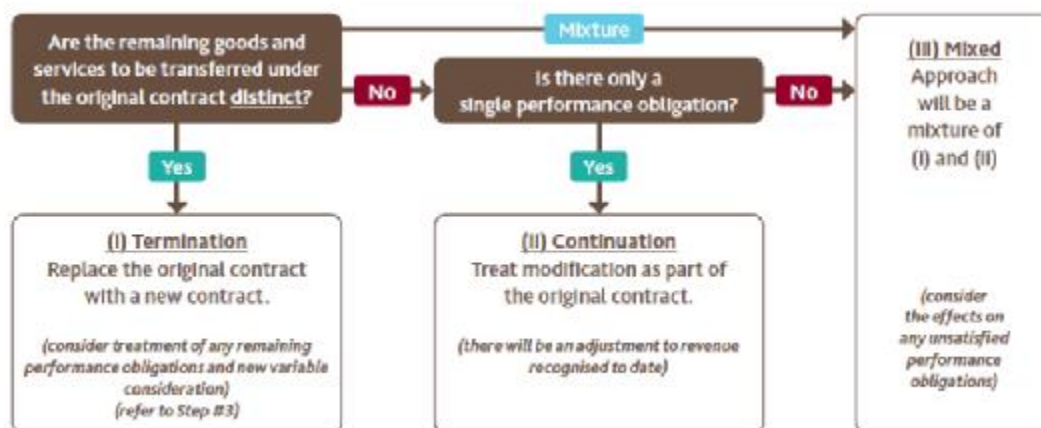 Are the remaining goods and
services to be transferred under
the original contract distinct?
Mixture
No
Is there only a
single performance obligation?
No
Yes
Yes
(I) Termination
Replace the original contract
with a new contract.
(consider treatment of any remaining
performance obligations and new variable
consideration)
(refer to Step #3)
(II) Continuation
Treat modification as part of
the original contract.
(there will be an adjustment to revenue
recognised to date)
(III) Mixed
Approach
will be a
mixture of
(I) and (II)
(consider
the effects on
any unsatisfied
performance
obligations)